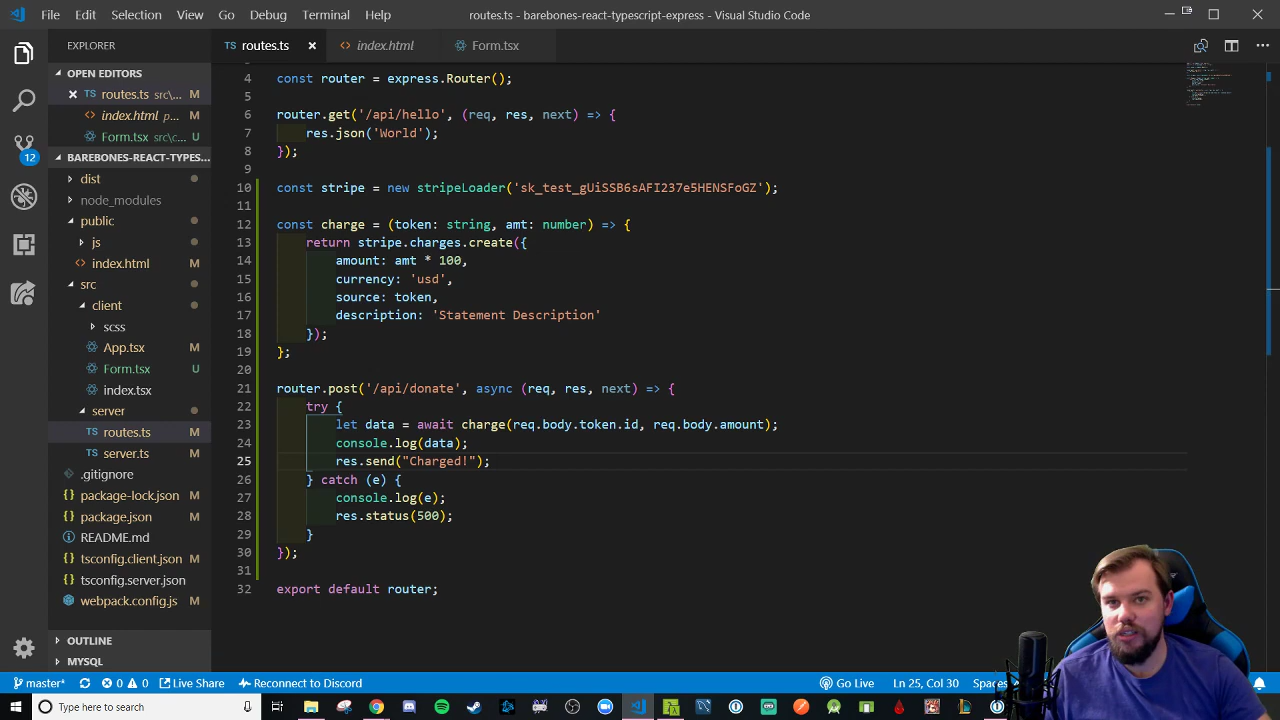 File Edit Selection View Go Debug Terminal Help
routes.ts - barebones-react-typescript-express - Visual Studio Code
EXPLORER
OPEN EDITORS
routes.ts src\...
index.html p...
Form.tsx src\c... U
BAREBONES-REACT-TYPES...
dist
node_modules
public
js
index.html M
src
client
scss
App.tsx M
Form.tsx U
index.tsx
server
routes.ts M
server.ts M
.gitignore
package-lock.json M
package.json M
README.md
tsconfig.client.json M
tsconfig.server.json
webpack.config.js M
OUTLINE
MYSQL
12
TS routes.ts
index.html
Form.tsx
4 const router = express.Router();
5
6 router.get('/api/hello', (req, res, next) => {
7 res.json('World');
8 });
9
10 const stripe = new stripeLoader('sk_test_gUiSSB6sAFI237e5HENSFoGZ');
11
12 const charge = (token: string, amt: number) => {
13 return stripe.charges.create({
14 amount: amt * 100,
15 currency: 'usd',
16 source: token,
17 description: 'Statement Description'
18 });
19 };
20
21 router.post('/api/donate', async (req, res, next) => {
22 try {
23 let data = await charge(req.body.token.id, req.body.amount);
24 console.log(data);
25 res.send("Charged!");
26 } catch (e) {
27 console.log(e);
28 res.status(500);
29 }
30 });
31
32 export default router;
master* 0 0 Live Share Reconnect to Discord
Go Live Ln 25, Col 30 Spaces
Type here to search